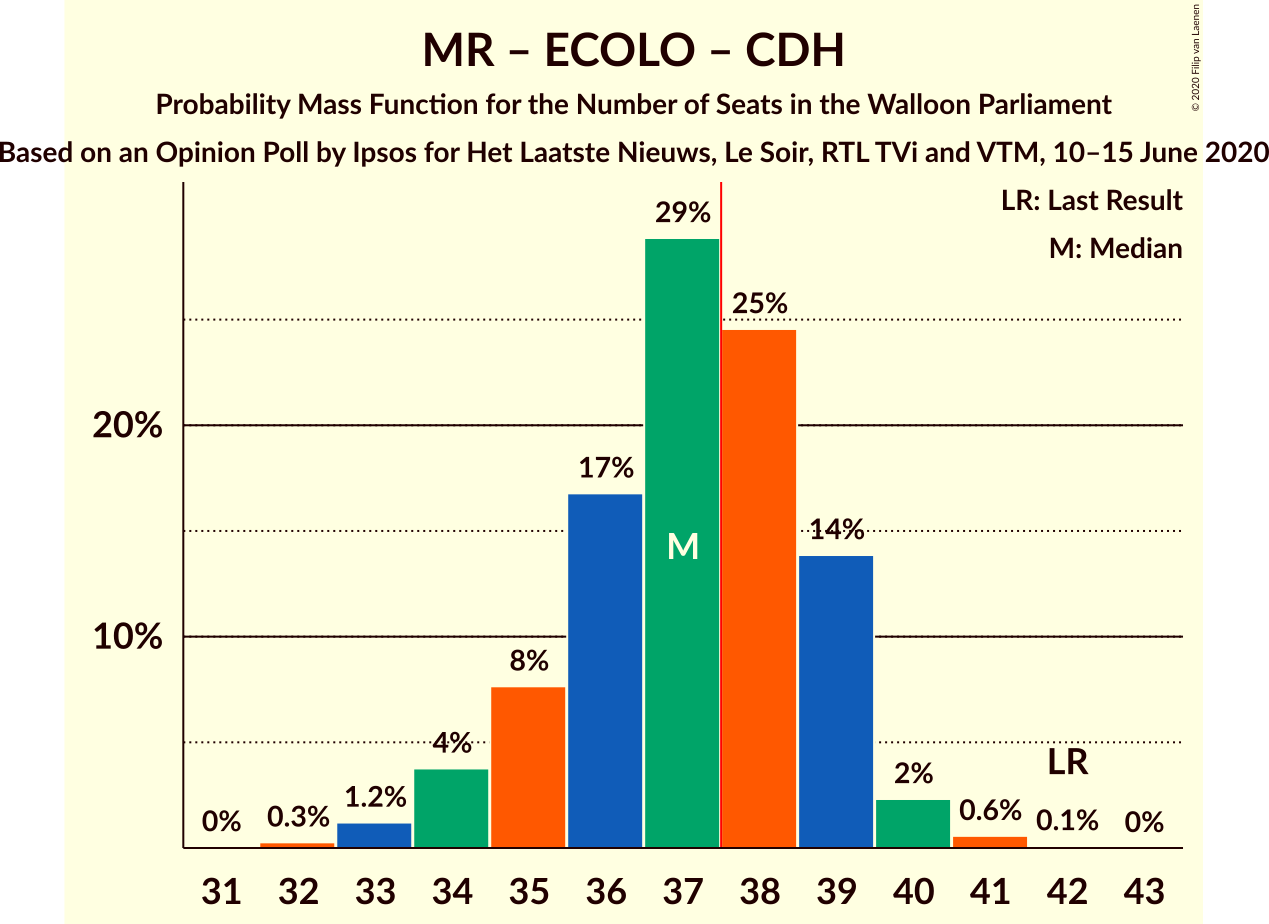 MR – ECOLO – CDH
© 2020 Filip van Laenen
Probability Mass Function for the Number of Seats in the Walloon Parliament
Based on an Opinion Poll by Ipsos for Het Laatste Nieuws, Le Soir, RTL TVi and VTM, 10–15 June 2020
LR: Last Result
M: Median
29%
25%
20%
17%
14%
M
10%
8%
4%
LR
2%
1.2%
0.6%
0.3%
0.1%
0%
0%
31 32 33 34 35 36 37 38 39 40 41 42 43